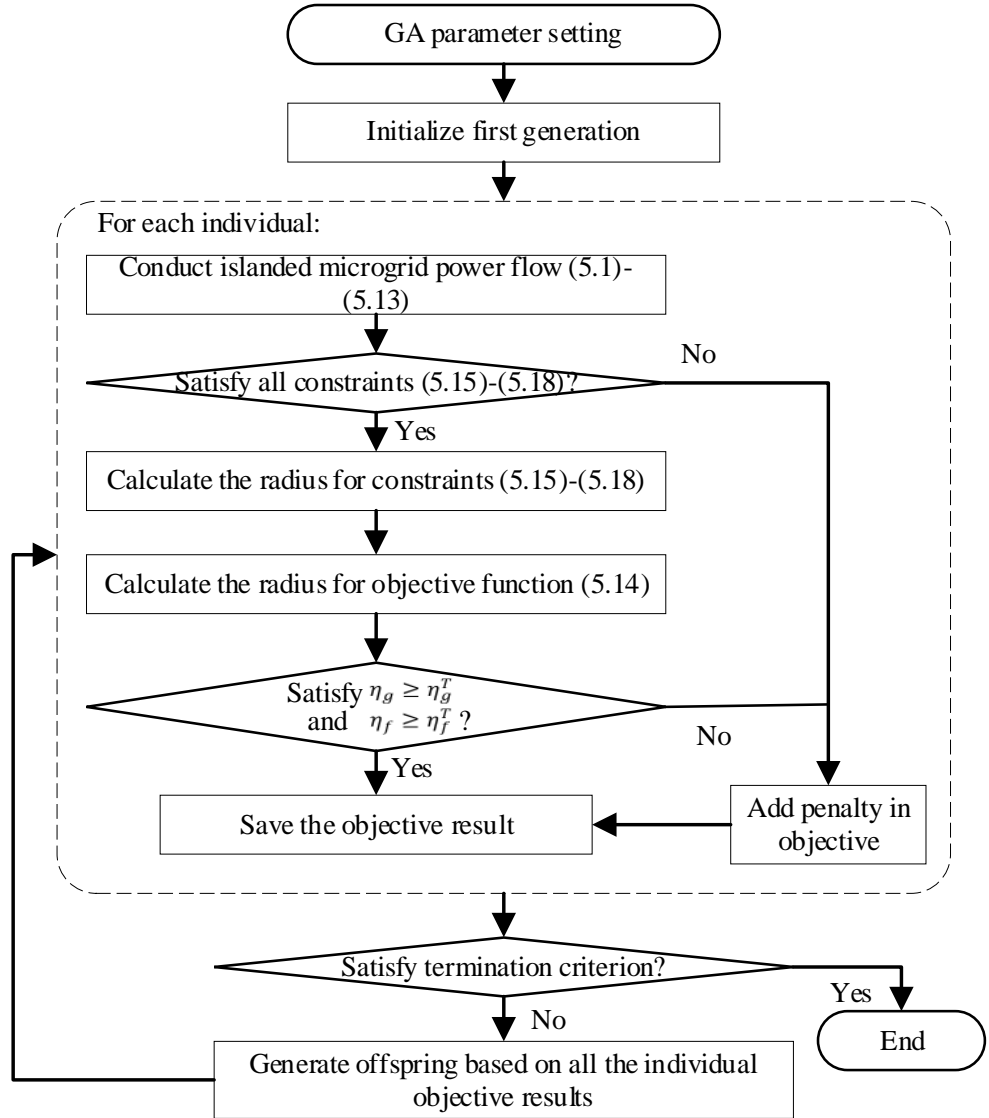 GA parameter setting
Initialize first generation
For each individual:
Conduct islanded microgrid power flow (5.1)-
(5.13)
Satisfy all constraints (5.15)-(5.18)?
No
Yes
Calculate the radius for constraints (5.15)-(5.18)
Calculate the radius for objective function (5.14)
Satisfy η_g ≥ η_g^T
and η_f ≥ η_f^T ?
No
Yes
Save the objective result
Add penalty in
objective
Satisfy termination criterion?
Yes
No
End
Generate offspring based on all the individual
objective results